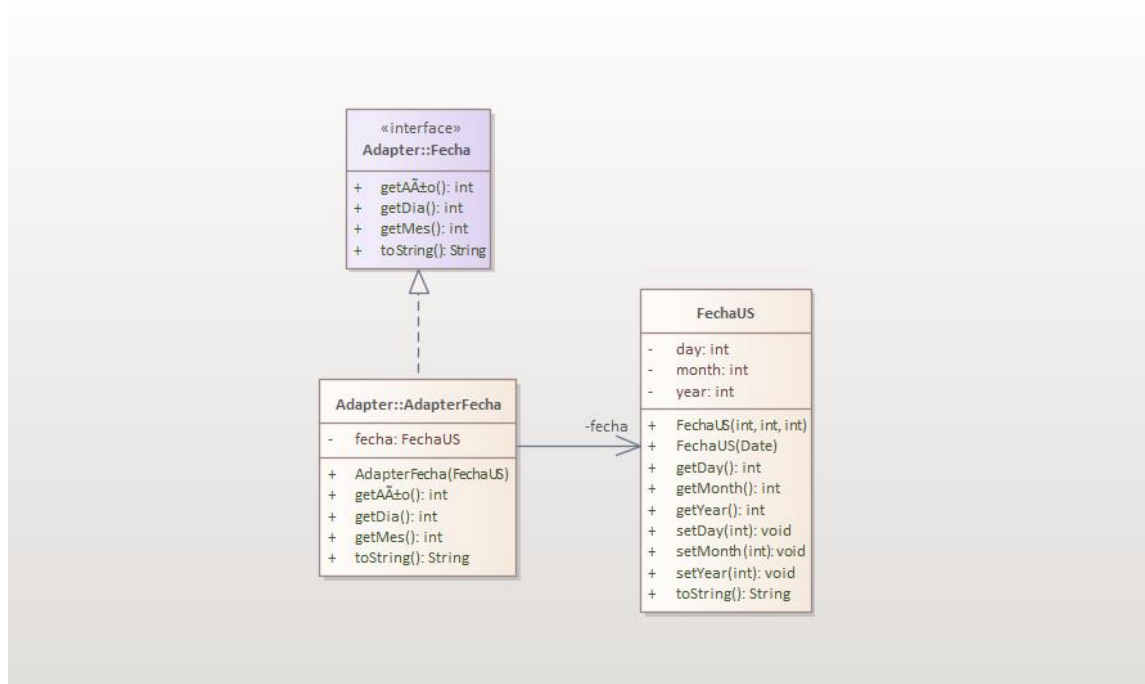 «interface»
Adapter::Fecha
+ getAÃ±o(): int
+ getDia(): int
+ getMes(): int
+ toString(): String
Adapter::AdapterFecha
- fecha: FechaUS
+ AdapterFecha(FechaUS)
+ getAÃ±o(): int
+ getDia(): int
+ getMes(): int
+ toString(): String
-fecha
FechaUS
- day: int
- month: int
- year: int
+ FechaUS(int, int, int)
+ FechaUS(Date)
+ getDay(): int
+ getMonth(): int
+ getYear(): int
+ setDay(int): void
+ setMonth(int): void
+ setYear(int): void
+ toString(): String